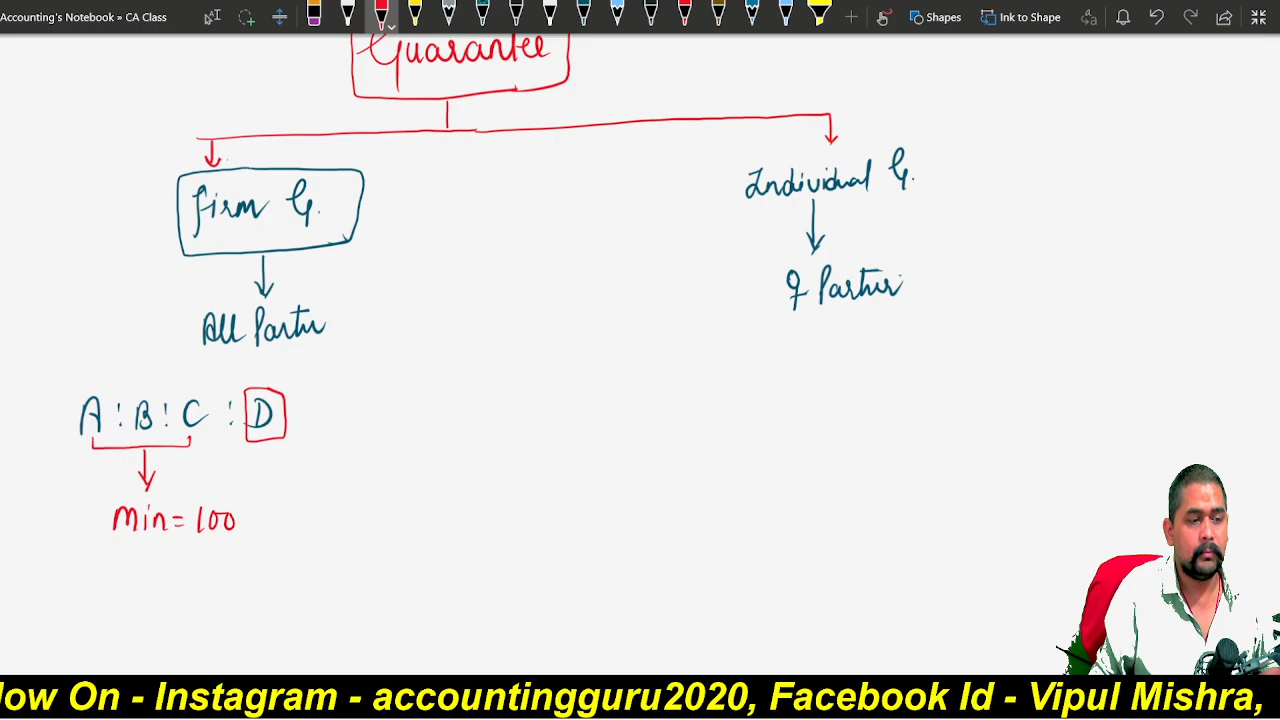 Accounting's Notebook » CA Class
Shapes
Ink to Shape
Guarantee
Firm G.
Individual G.
All Partu
Partner
A : B : C : D
Min = 100
low On - Instagram - accountingguru2020, Facebook Id - Vipul Mishra,